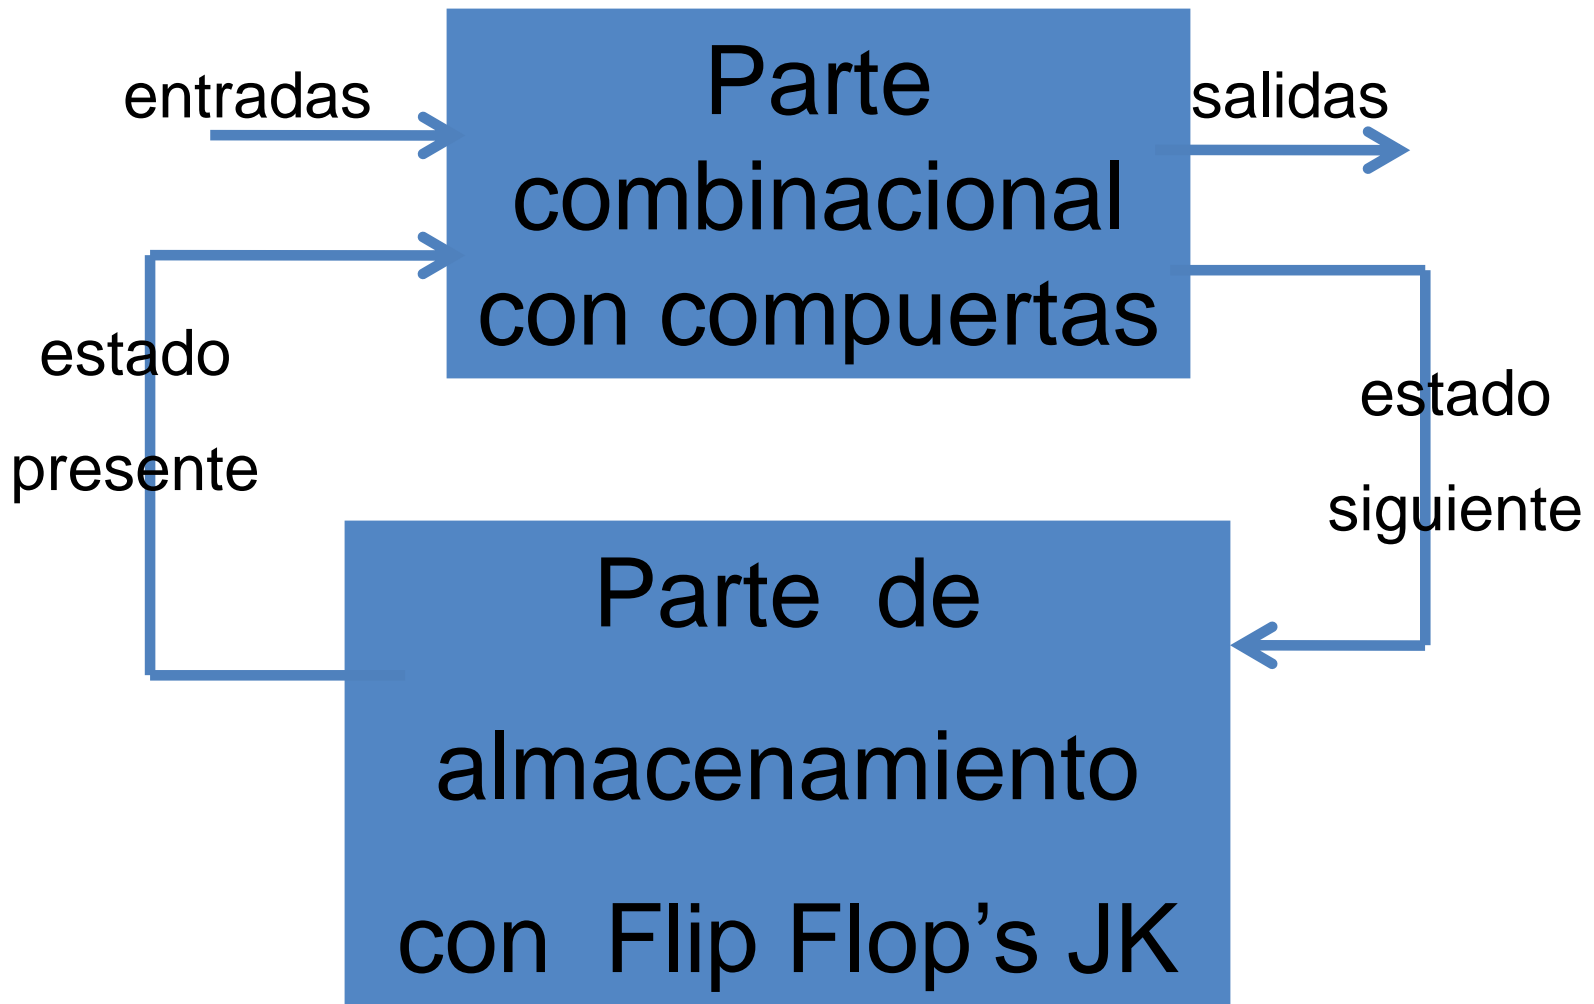 entradas
Parte
combinacional
con compuertas
salidas
estado
presente
estado
siguiente
Parte de
almacenamiento
con Flip Flop’s JK